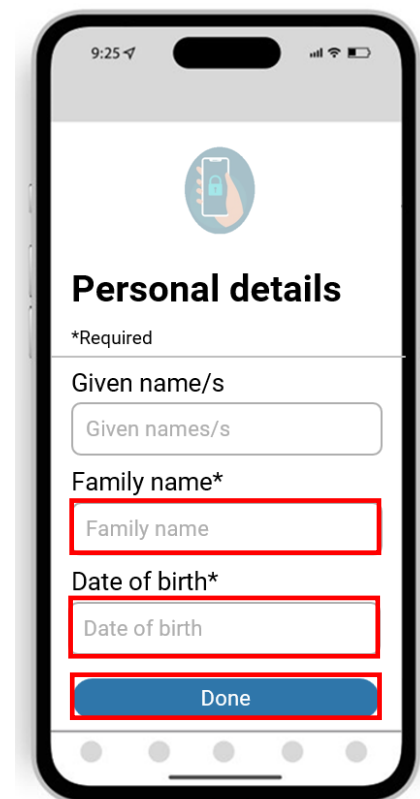 9:25
Personal details
*Required
Given name/s
Given names/s
Family name*
Family name
Date of birth*
Date of birth
Done